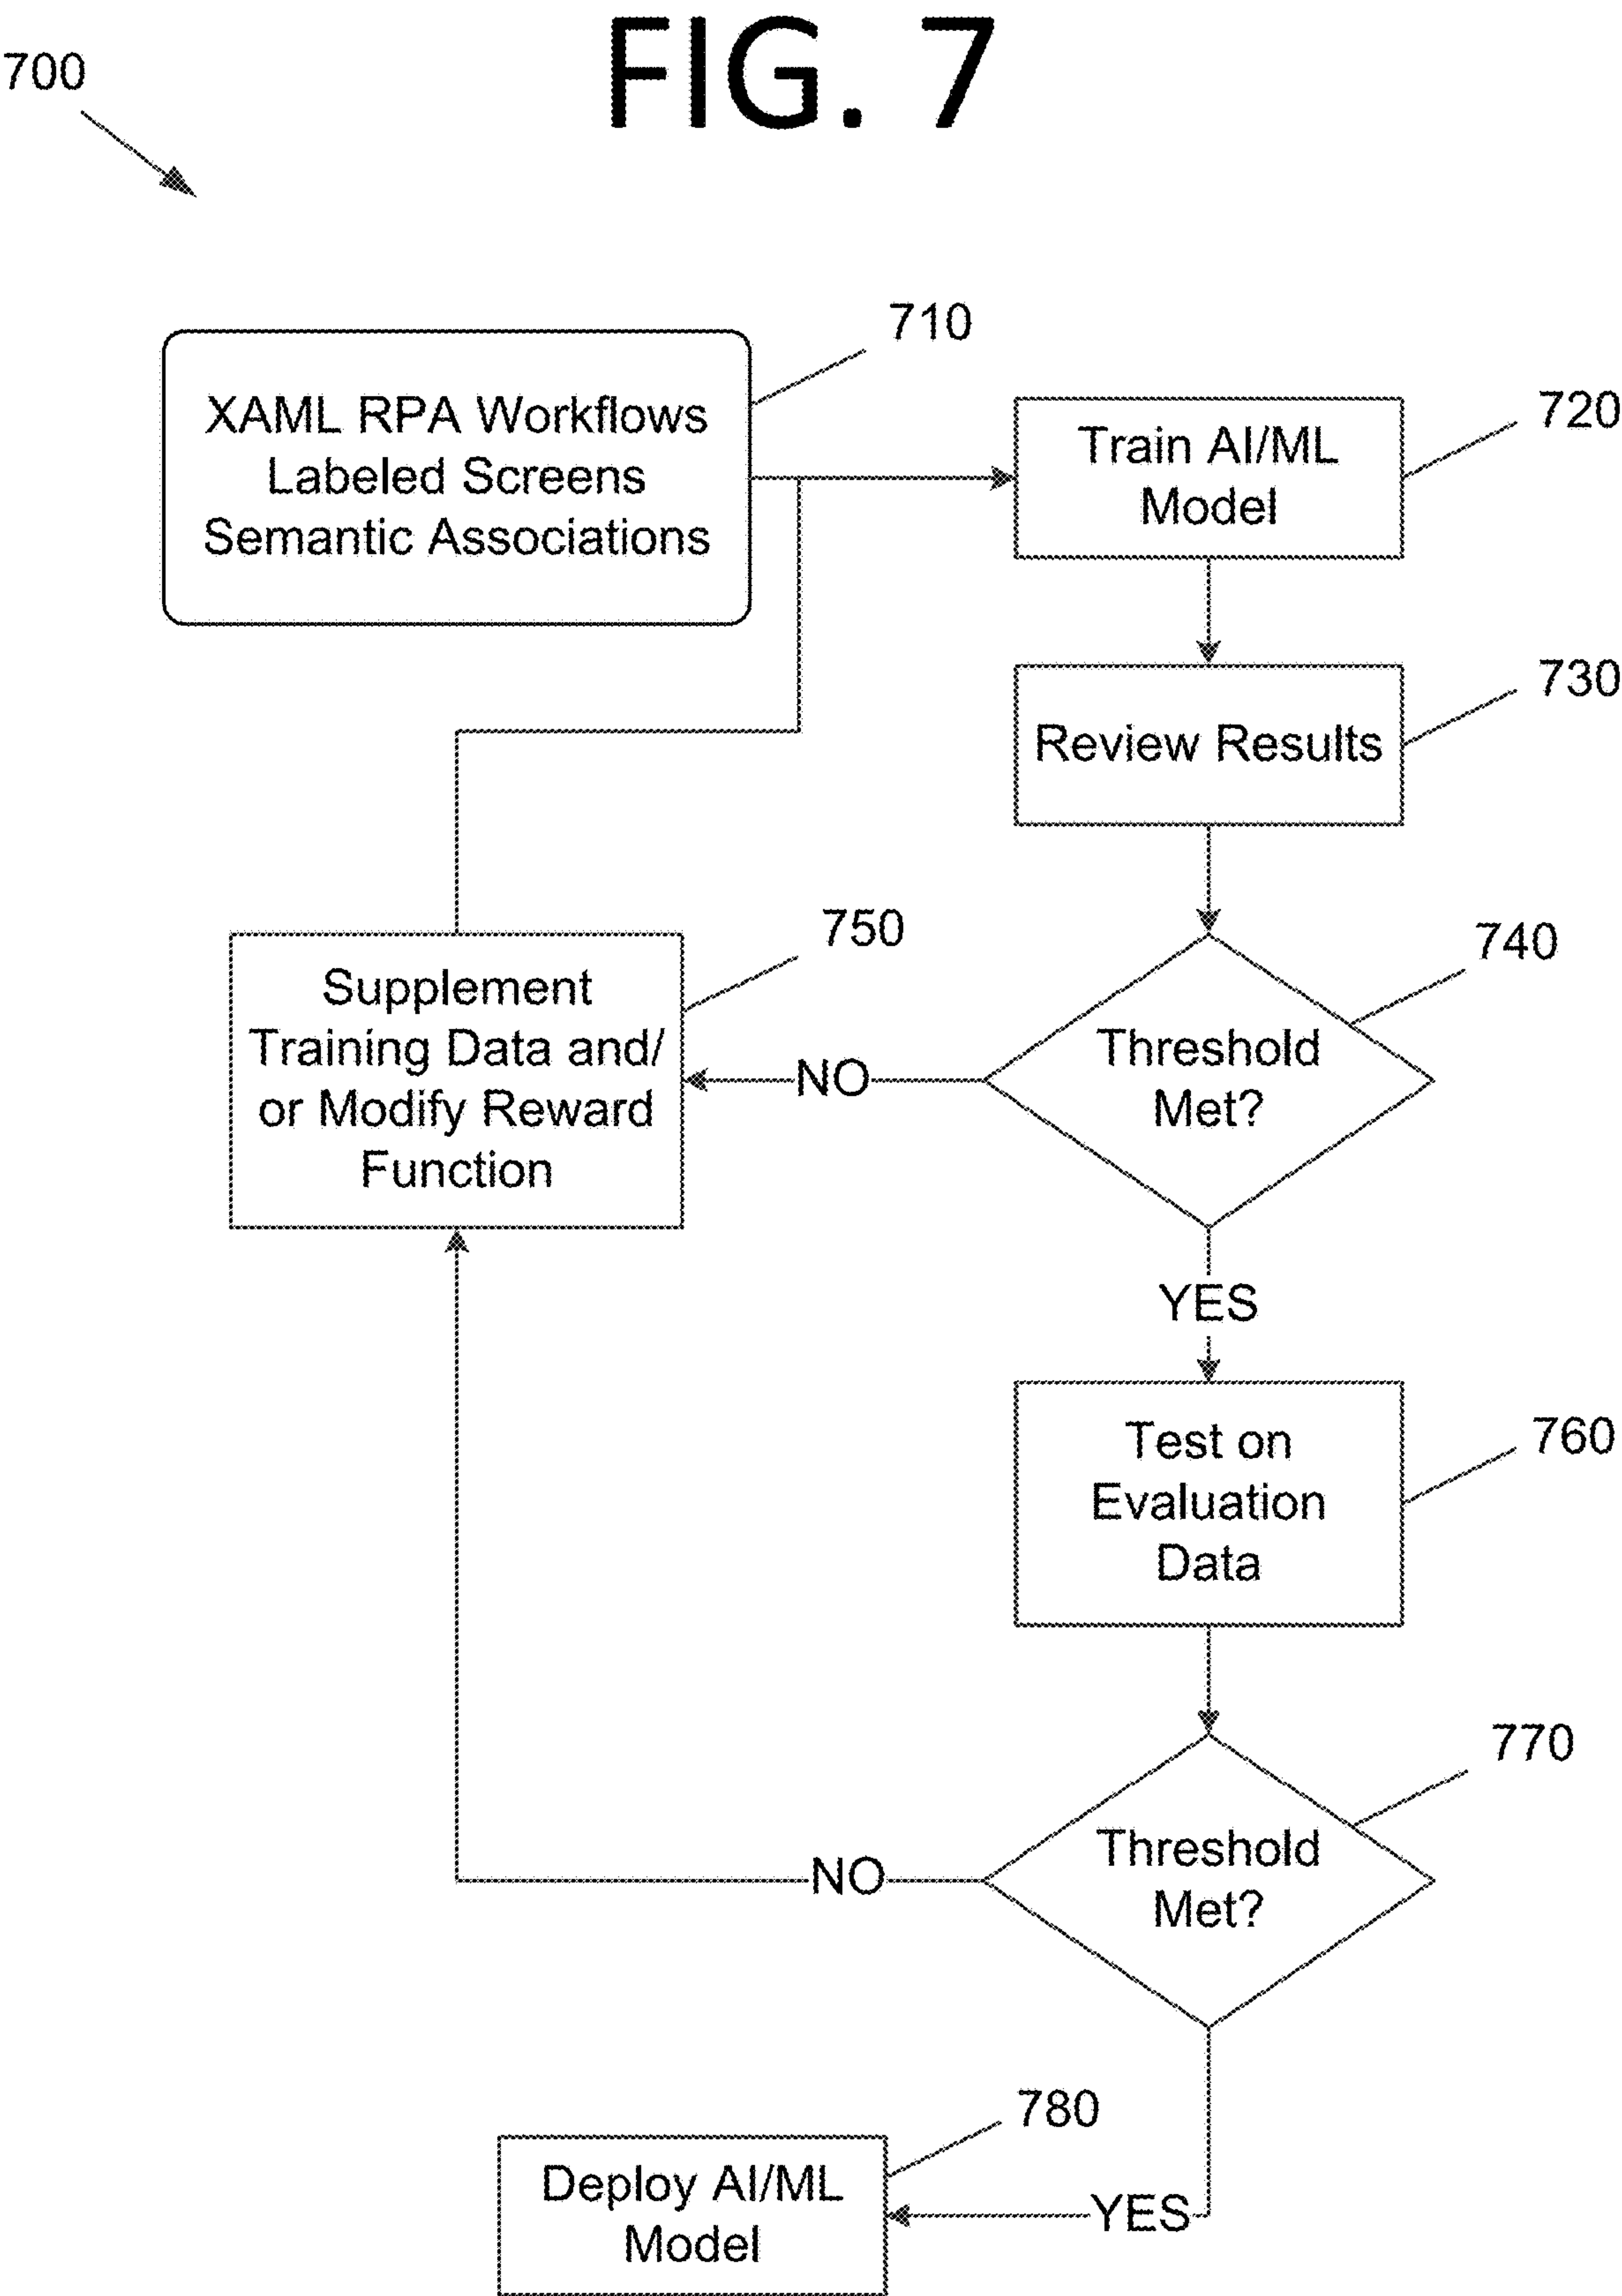 FIG. 7
700
710
XAML RPA Workflows
Labeled Screens
Semantic Associations
720
Train AI/ML
Model
730
Review Results
740
Threshold
Met?
NO
750
Supplement
Training Data and/
or Modify Reward
Function
YES
760
Test on
Evaluation
Data
770
Threshold
Met?
NO
YES
780
Deploy AI/ML
Model